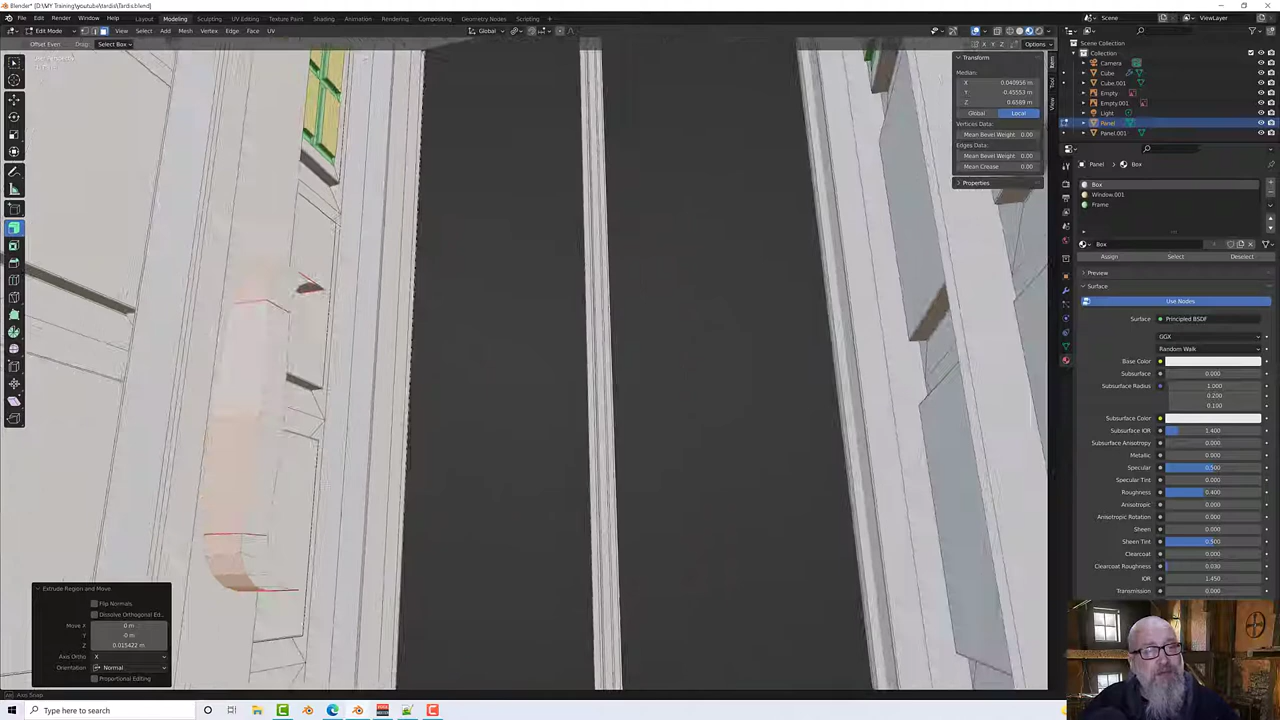 Blender* [D:\MY Training\youtube\tardis\Tardis.blend]
File Edit Render Window Help Layout Modeling Sculpting UV Editing Texture Paint Shading Animation Rendering Compositing Geometry Nodes Scripting Scene ViewLayer
Edit Mode View Select Add Mesh Vertex Edge Face UV Global
Offset Even Drag: Select Box X Y Z Options
Scene Collection
Collection
Camera
Cube
Cube.001
Empty
Empty.001
Light
Panel
Panel.001
Transform
Median:
X 0.040956 m
Y -0.45553 m
Z 0.6589 m
Global Local
Vertices Data:
Mean Bevel Weight 0.00
Edges Data:
Mean Bevel Weight 0.00
Mean Crease 0.00
Properties
Item
Tool
View
Panel Box
Box
Window.001
Frame
Box
Assign Select Deselect
Preview
Surface
Use Nodes
Surface Principled BSDF
GGX
Random Walk
Base Color
Subsurface 0.000
Subsurface Radius 1.000
0.200
0.100
Subsurface Color
Subsurface IOR 1.400
Subsurface Anisotropy 0.000
Metallic 0.000
Specular 0.500
Specular Tint 0.000
Roughness 0.400
Anisotropic 0.000
Anisotropic Rotation 0.000
Sheen 0.000
Sheen Tint 0.500
Clearcoat 0.000
Clearcoat Roughness 0.030
IOR 1.450
Transmission 0.000
Extrude Region and Move
Flip Normals
Dissolve Orthogonal Ed...
Move X 0 m
Y -0 m
Z 0.015422 m
Axis Ortho X
Orientation Normal
Proportional Editing
Axis Snap
Type here to search